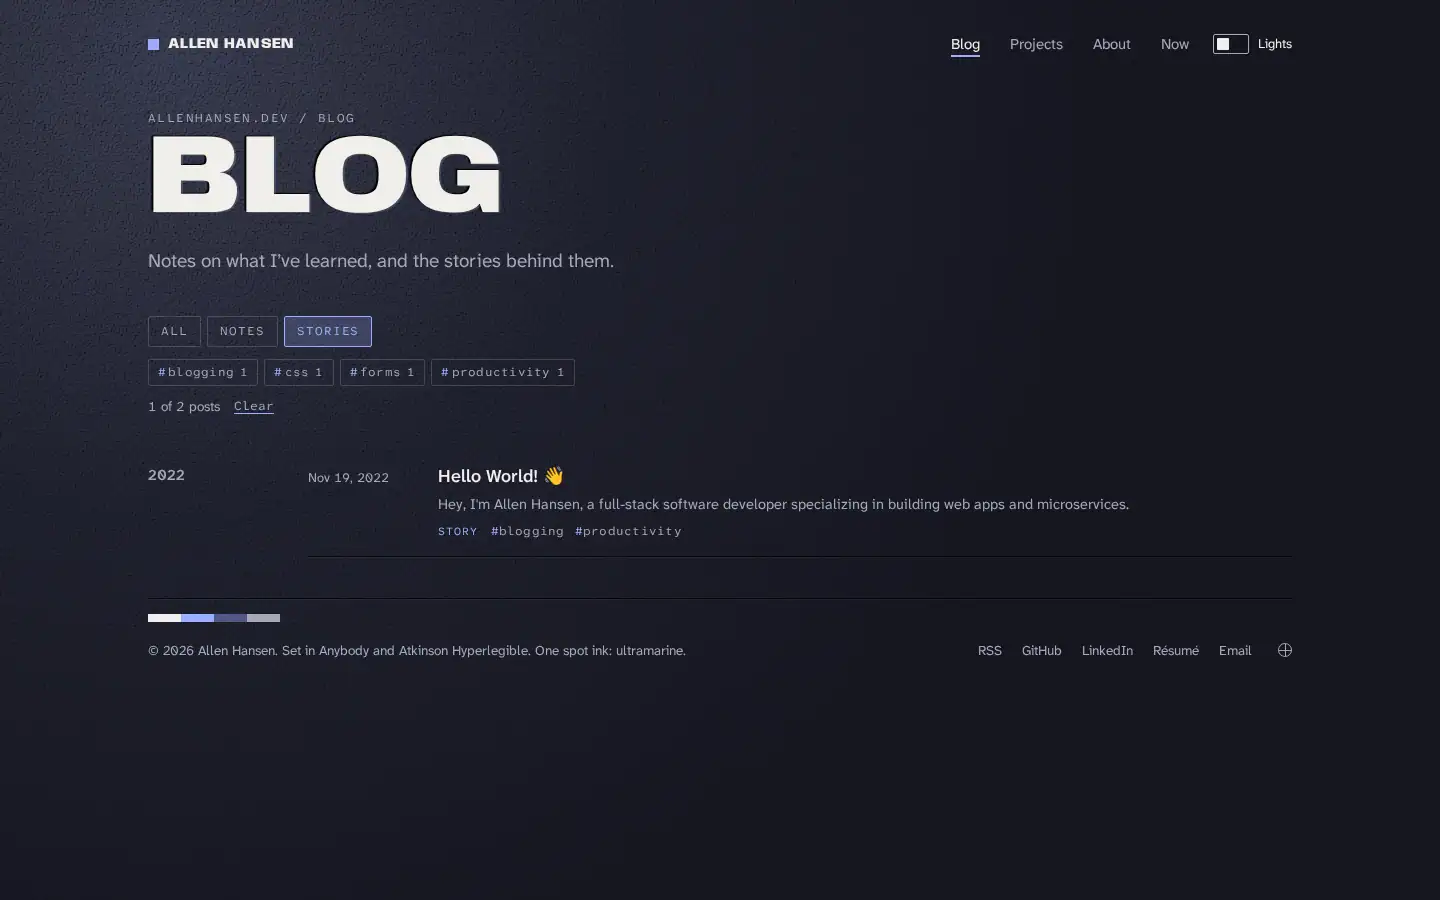 ALLEN HANSEN
Blog Projects About Now Lights
ALLENHANSEN.DEV / BLOG
BLOG
Notes on what I've learned, and the stories behind them.
ALL NOTES STORIES
#blogging 1 #css 1 #forms 1 #productivity 1
1 of 2 posts Clear
2022 Nov 19, 2022 Hello World! 👋
Hey, I'm Allen Hansen, a full-stack software developer specializing in building web apps and microservices.
STORY #blogging #productivity
© 2026 Allen Hansen. Set in Anybody and Atkinson Hyperlegible. One spot ink: ultramarine.
RSS GitHub LinkedIn Résumé Email